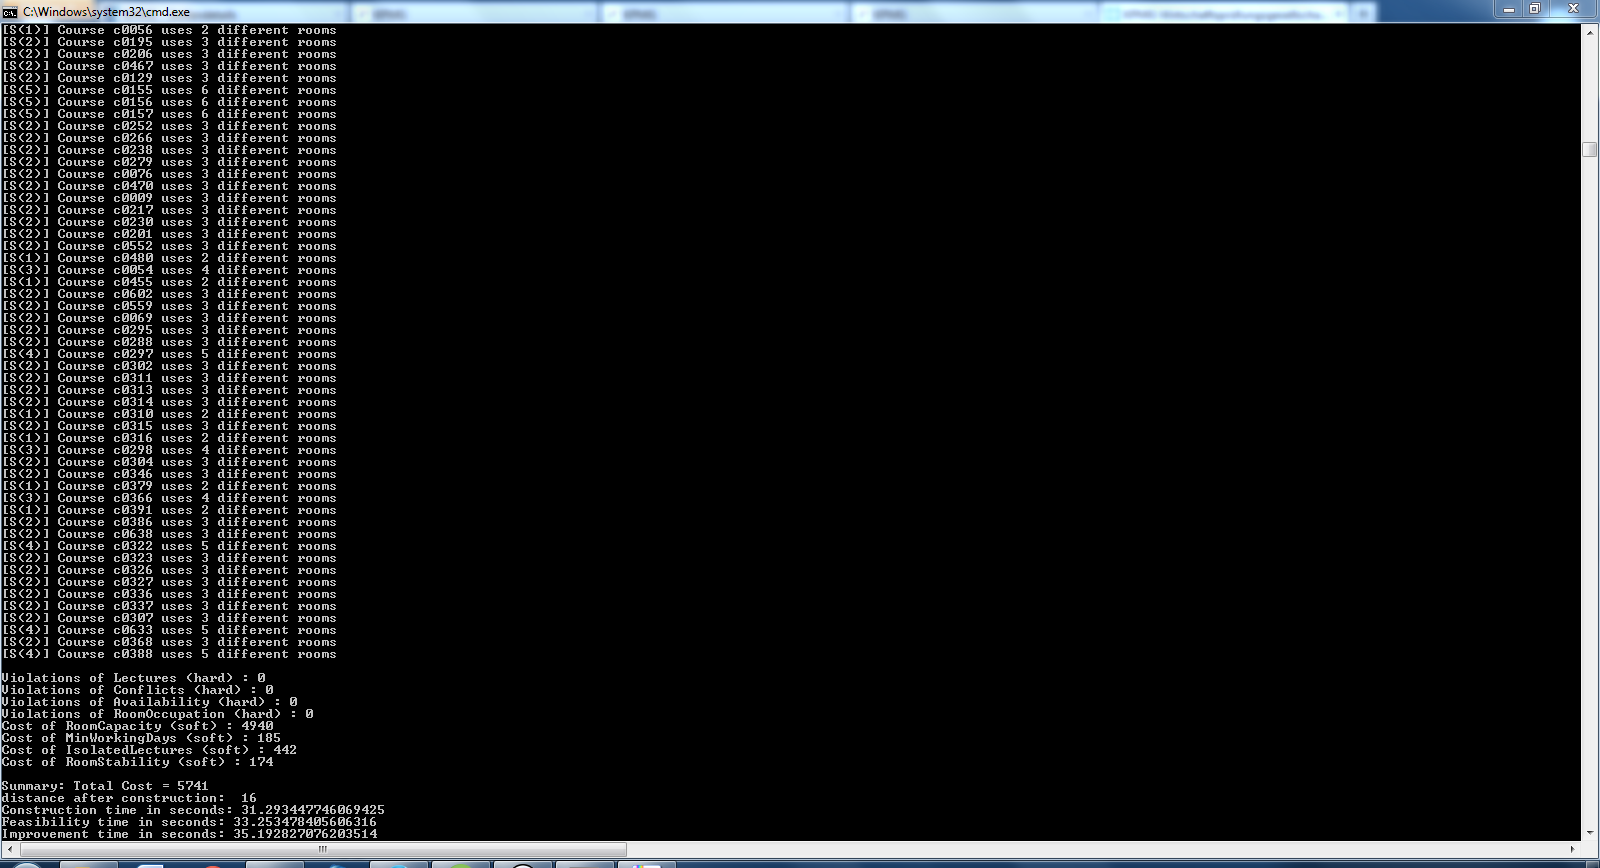 C:\Windows\system32\cmd.exe
[S(1)] Course c0056 uses 2 different rooms
[S(2)] Course c0195 uses 3 different rooms
[S(2)] Course c0206 uses 3 different rooms
[S(2)] Course c0467 uses 3 different rooms
[S(2)] Course c0129 uses 3 different rooms
[S(5)] Course c0155 uses 6 different rooms
[S(5)] Course c0156 uses 6 different rooms
[S(5)] Course c0157 uses 6 different rooms
[S(2)] Course c0252 uses 3 different rooms
[S(2)] Course c0266 uses 3 different rooms
[S(2)] Course c0238 uses 3 different rooms
[S(2)] Course c0279 uses 3 different rooms
[S(2)] Course c0076 uses 3 different rooms
[S(2)] Course c0470 uses 3 different rooms
[S(2)] Course c0009 uses 3 different rooms
[S(2)] Course c0217 uses 3 different rooms
[S(2)] Course c0230 uses 3 different rooms
[S(2)] Course c0201 uses 3 different rooms
[S(2)] Course c0552 uses 3 different rooms
[S(1)] Course c0480 uses 2 different rooms
[S(3)] Course c0054 uses 4 different rooms
[S(1)] Course c0455 uses 2 different rooms
[S(2)] Course c0602 uses 3 different rooms
[S(2)] Course c0559 uses 3 different rooms
[S(2)] Course c0069 uses 3 different rooms
[S(2)] Course c0295 uses 3 different rooms
[S(2)] Course c0288 uses 3 different rooms
[S(4)] Course c0297 uses 5 different rooms
[S(2)] Course c0302 uses 3 different rooms
[S(2)] Course c0311 uses 3 different rooms
[S(2)] Course c0313 uses 3 different rooms
[S(2)] Course c0314 uses 3 different rooms
[S(1)] Course c0310 uses 2 different rooms
[S(2)] Course c0315 uses 3 different rooms
[S(1)] Course c0316 uses 2 different rooms
[S(3)] Course c0298 uses 4 different rooms
[S(2)] Course c0304 uses 3 different rooms
[S(2)] Course c0346 uses 3 different rooms
[S(1)] Course c0379 uses 2 different rooms
[S(3)] Course c0366 uses 4 different rooms
[S(1)] Course c0391 uses 2 different rooms
[S(2)] Course c0386 uses 3 different rooms
[S(2)] Course c0638 uses 3 different rooms
[S(4)] Course c0322 uses 5 different rooms
[S(2)] Course c0323 uses 3 different rooms
[S(2)] Course c0326 uses 3 different rooms
[S(2)] Course c0327 uses 3 different rooms
[S(2)] Course c0336 uses 3 different rooms
[S(2)] Course c0337 uses 3 different rooms
[S(2)] Course c0307 uses 3 different rooms
[S(4)] Course c0633 uses 5 different rooms
[S(2)] Course c0368 uses 3 different rooms
[S(4)] Course c0388 uses 5 different rooms
Violations of Lectures (hard) : 0
Violations of Conflicts (hard) : 0
Violations of Availability (hard) : 0
Violations of RoomOccupation (hard) : 0
Cost of RoomCapacity (soft) : 4940
Cost of MinWorkingDays (soft) : 185
Cost of IsolatedLectures (soft) : 442
Cost of RoomStability (soft) : 174
Summary: Total Cost = 5741
distance after construction:  16
Construction time in seconds: 31.293447746069425
Feasibility time in seconds: 33.253478405606316
Improvement time in seconds: 35.192827076203514